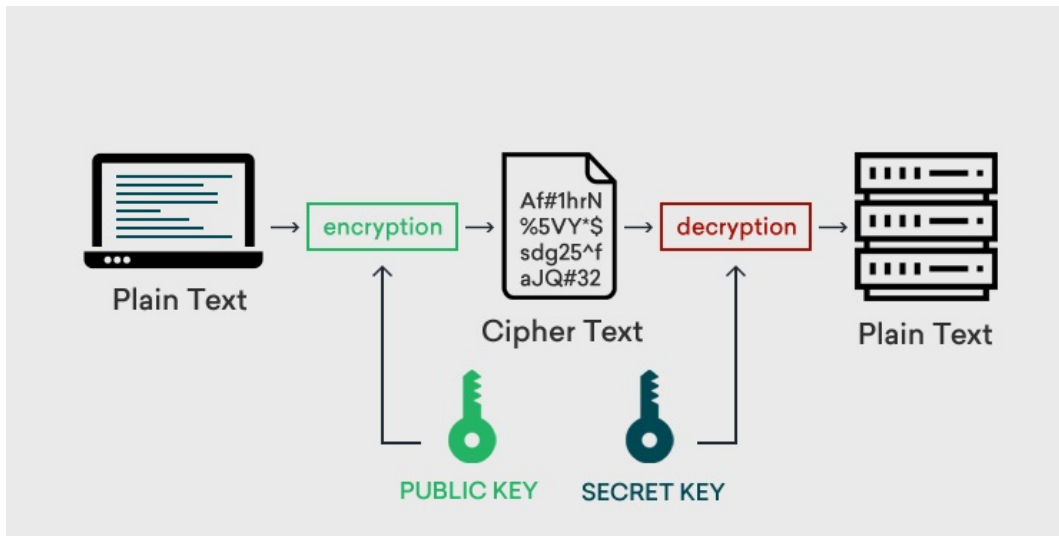 encryption
decryption
Af#1hrN
%5VY*$
sdg25^f
aJQ#32
Plain Text
Cipher Text
Plain Text
PUBLIC KEY
SECRET KEY